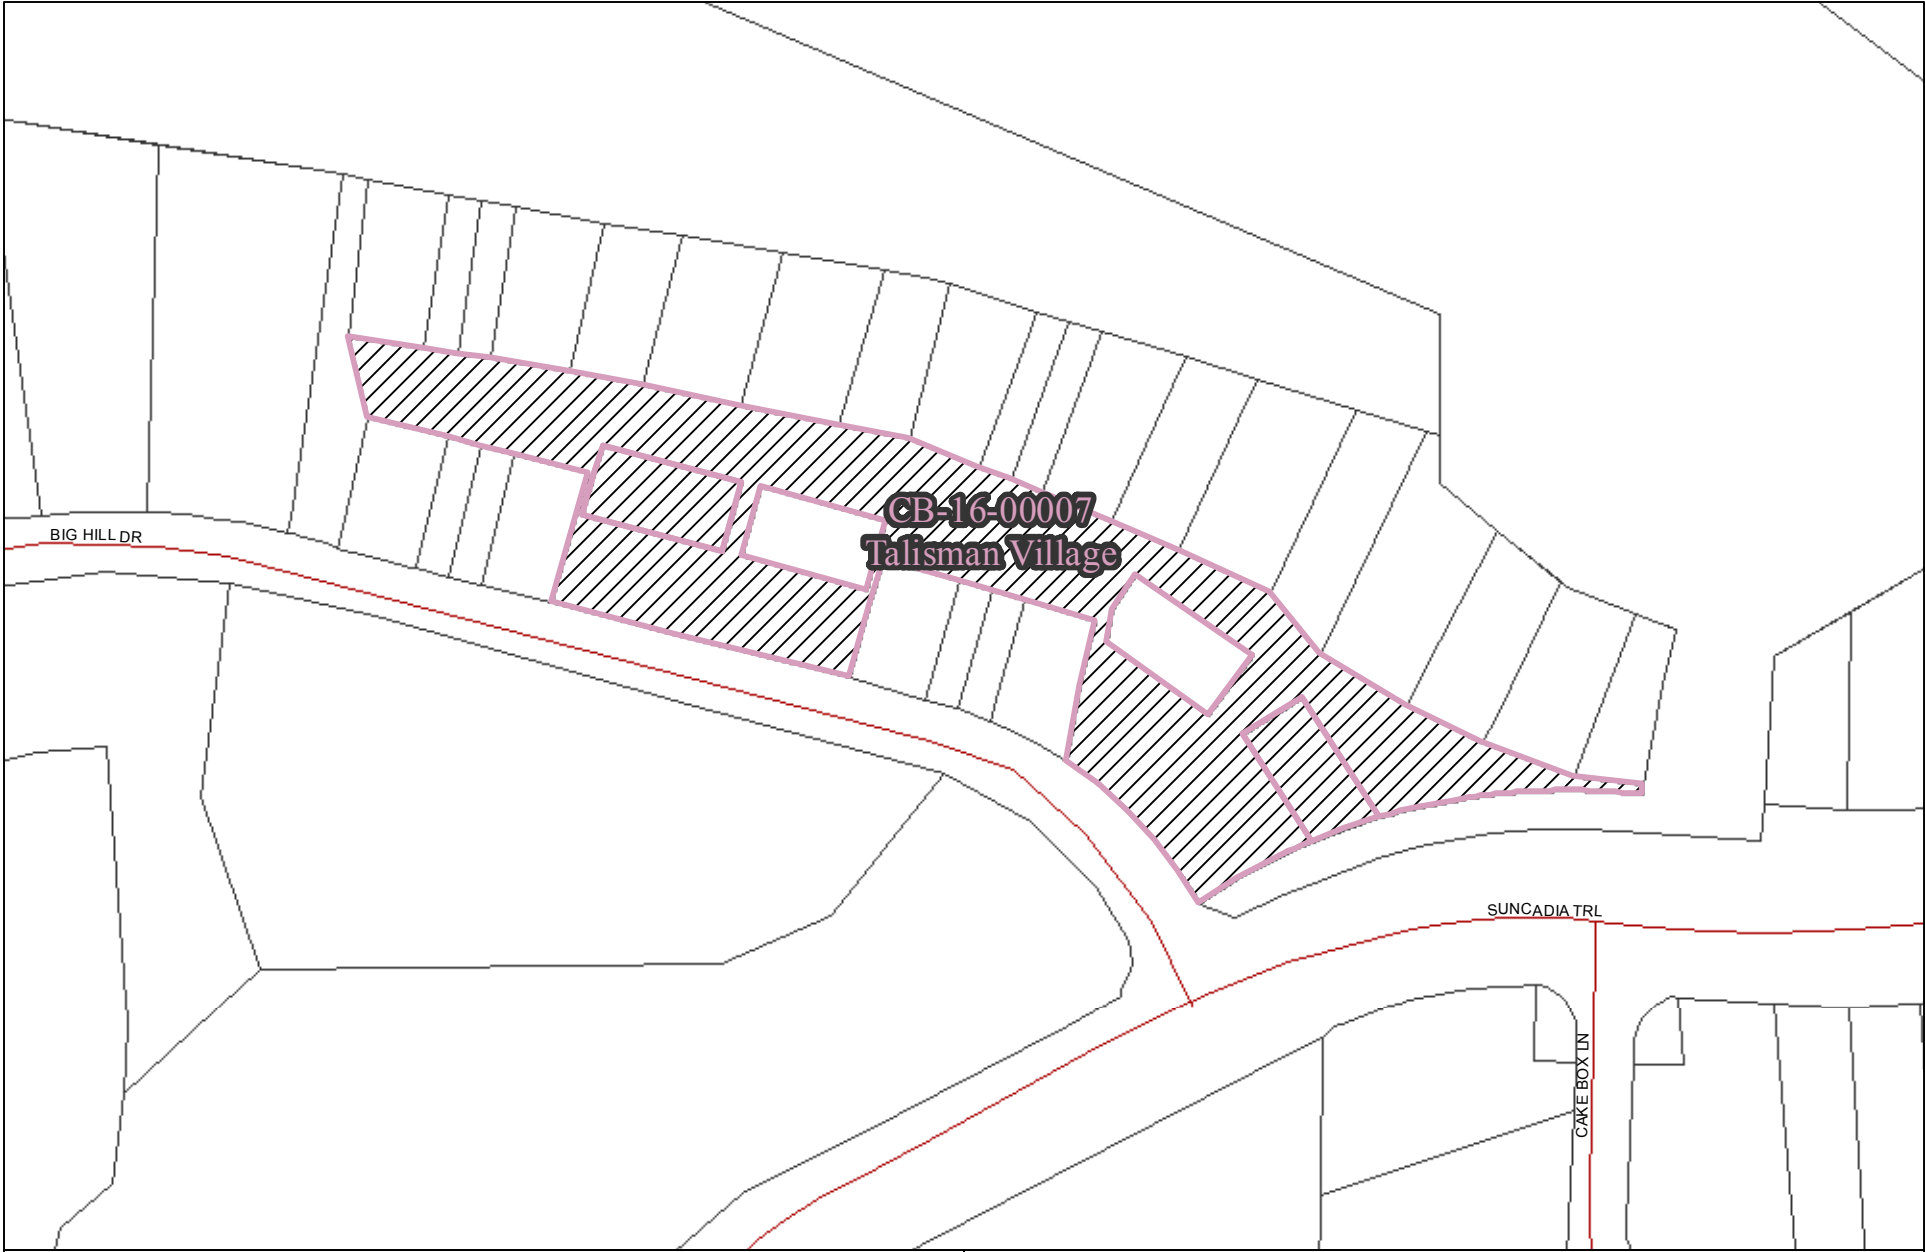 CB-16-00007
Talisman Village
BIG HILL DR
SUNCADIA TRL
CAKE BOX LN